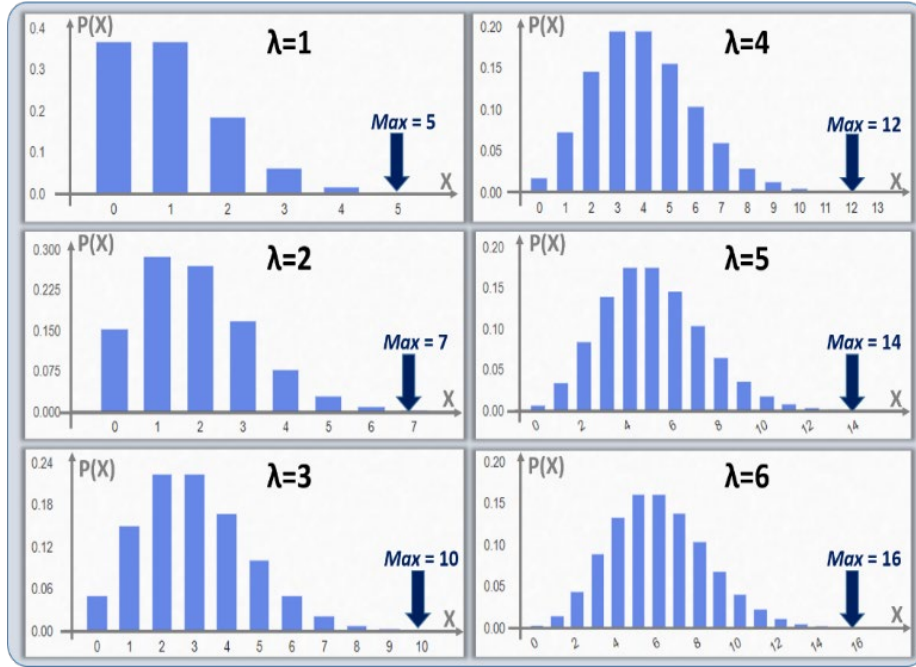 P(X)
λ=1
0.4
0.3
0.2
0.1
0.0
Max = 5
X
0 1 2 3 4 5
P(X)
λ=4
0.20
0.15
0.10
0.05
0.00
Max = 12
X
0 1 2 3 4 5 6 7 8 9 10 11 12 13
P(X)
λ=2
0.300
0.225
0.150
0.075
0.000
Max = 7
X
0 1 2 3 4 5 6 7
P(X)
λ=5
0.20
0.15
0.10
0.05
0.00
Max = 14
X
0 2 4 6 8 10 12 14
P(X)
λ=3
0.24
0.18
0.12
0.06
0.00
Max = 10
X
0 1 2 3 4 5 6 7 8 9 10
P(X)
λ=6
0.20
0.15
0.10
0.05
0.00
Max = 16
X
0 2 4 6 8 10 12 14 16